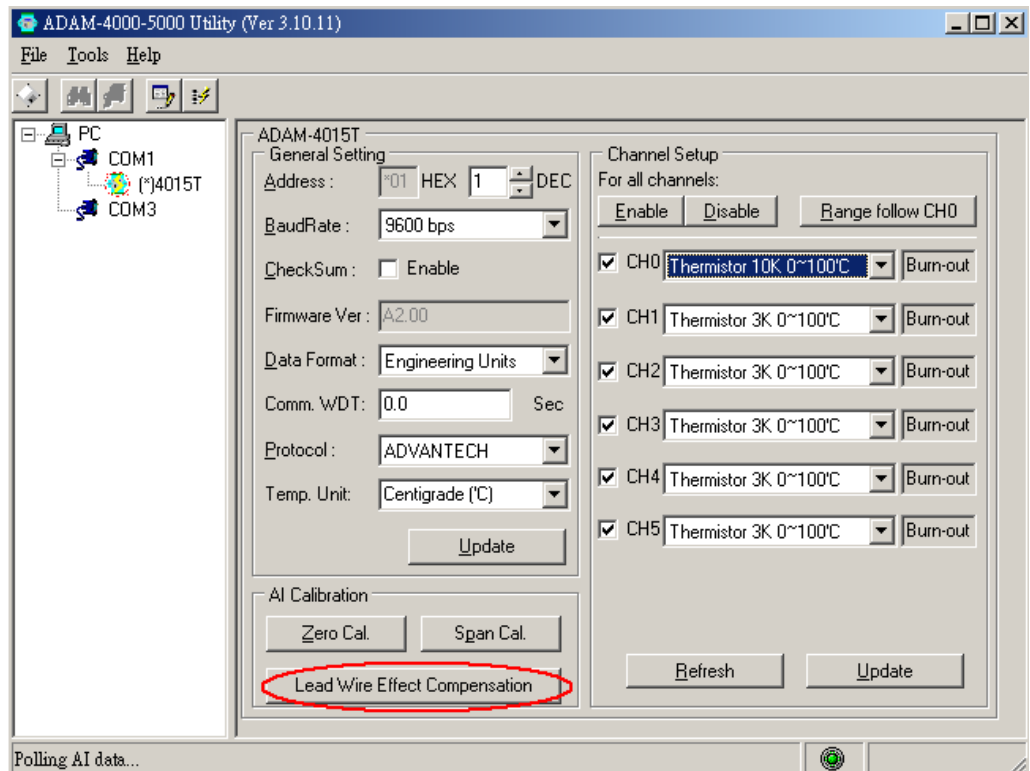 ADAM-4000-5000 Utility (Ver 3.10.11)
File Tools Help
PC
COM1
(*)4015T
COM3
ADAM-4015T
General Setting
Address : *01 HEX 1 DEC
BaudRate : 9600 bps
CheckSum : Enable
Firmware Ver : A2.00
Data Format : Engineering Units
Comm. WDT: 0.0 Sec
Protocol : ADVANTECH
Temp. Unit: Centigrade ('C)
Update
AI Calibration
Zero Cal. Span Cal.
Lead Wire Effect Compensation
Channel Setup
For all channels:
Enable Disable Range follow CH0
CH0 Thermistor 10K 0~100'C Burn-out
CH1 Thermistor 3K 0~100'C Burn-out
CH2 Thermistor 3K 0~100'C Burn-out
CH3 Thermistor 3K 0~100'C Burn-out
CH4 Thermistor 3K 0~100'C Burn-out
CH5 Thermistor 3K 0~100'C Burn-out
Refresh Update
Polling AI data...